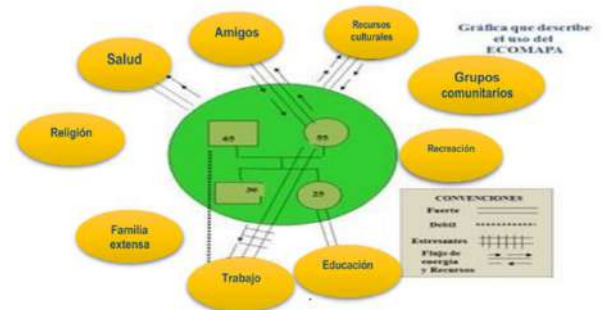 Gráfica que describe
el uso del
ECOMAPA
Recursos
culturales
Amigos
Salud
Grupos
comunitarios
Religión
Recreación
65
55
30
25
Familia
extensa
Trabajo
Educación
CONVENCIONES
Fuerte
Debil
Estresantes
Flujo de
energía
y Recursos